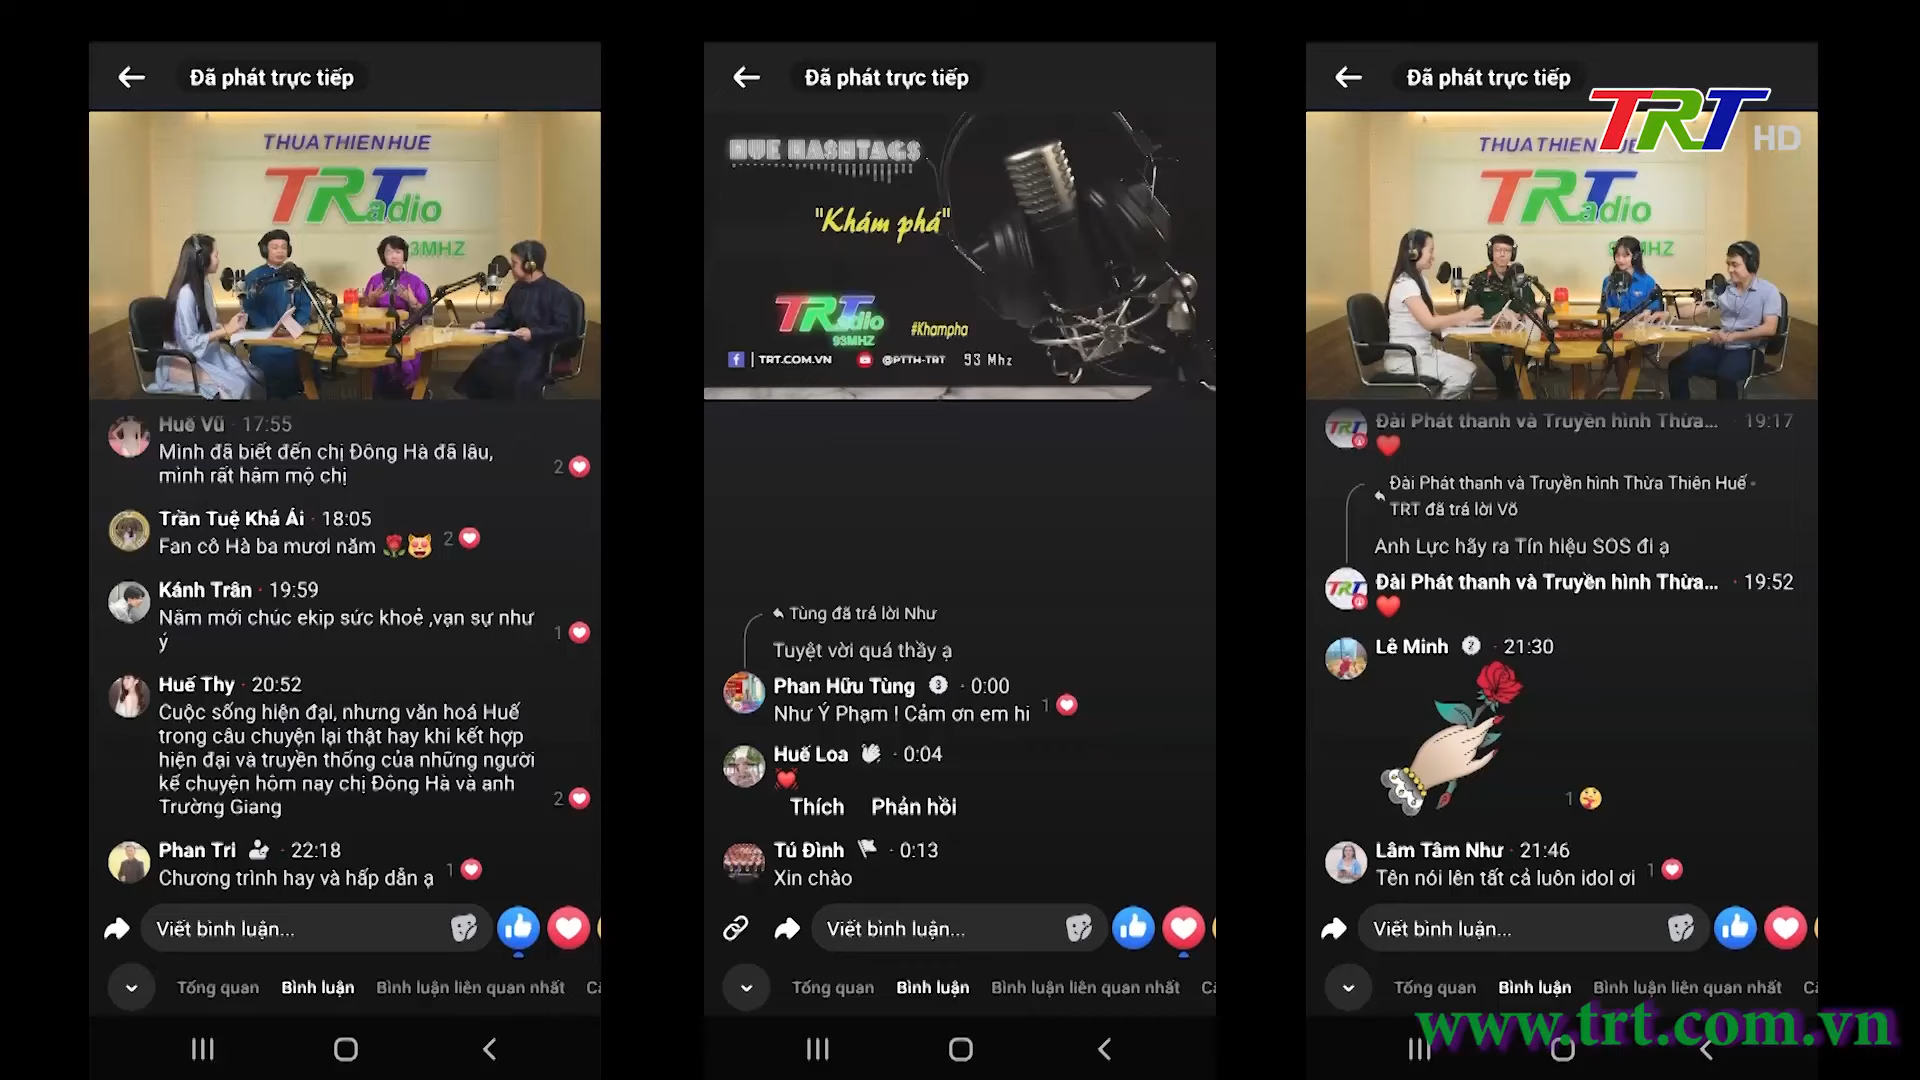 Đã phát trực tiếp
THUATHIENHUE
TRTadio
93MHZ
Huế Vũ · 17:55
Mình đã biết đến chị Đông Hà đã lâu,
mình rất hâm mộ chị
2
Trần Tuệ Khả Ái · 18:05
Fan cô Hà ba mươi năm 🌹😻
2
Kánh Trân · 19:59
Năm mới chúc ekip sức khoẻ ,vạn sự như
ý
1
Huế Thy · 20:52
Cuộc sống hiện đại, nhưng văn hoá Huế
trong câu chuyện lại thật hay khi kết hợp
hiện đại và truyền thống của những người
kể chuyện hôm nay chị Đông Hà và anh
Trường Giang
2
Phan Tri · 22:18
Chương trình hay và hấp dẫn ạ
1
Viết bình luận...
Tổng quan Bình luận Bình luận liên quan nhất
Đã phát trực tiếp
HUE HASHTAGS
"Khám phá"
TRTadio
93MHZ
#Khampha
TRT.COM.VN @PTTH-TRT 93 Mhz
Tùng đã trả lời Như
Tuyệt vời quá thầy ạ
Phan Hữu Tùng · 0:00
Như Ý Phạm ! Cảm ơn em hi
1
Huế Loa · 0:04
Thích Phản hồi
Tú Đình · 0:13
Xin chào
Viết bình luận...
Tổng quan Bình luận Bình luận liên quan nhất
Đã phát trực tiếp
TRT HD
THUATHIENHUE
TRTadio
93MHZ
Đài Phát thanh và Truyền hình Thừa... · 19:17
❤️
Đài Phát thanh và Truyền hình Thừa Thiên Huế -
TRT đã trả lời Võ
Anh Lực hãy ra Tín hiệu SOS đi ạ
Đài Phát thanh và Truyền hình Thừa... · 19:52
❤️
Lê Minh · 21:30
1
Lâm Tâm Như · 21:46
Tên nói lên tất cả luôn idol ơi
1
Viết bình luận...
Tổng quan Bình luận Bình luận liên quan nhất
www.trt.com.vn